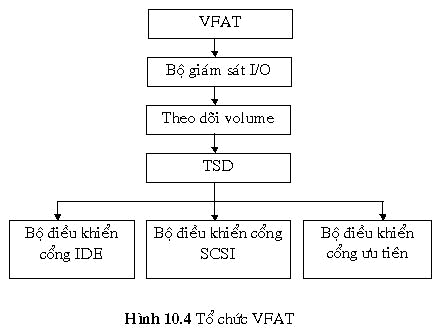 VFAT
Bộ giám sát I/O
Theo dõi volume
TSD
Bộ điều khiển
cổng IDE
Bộ điều khiển cổng
SCSI
Bộ điều khiển
cổng ưu tiên
Hình 10.4 Tổ chức VFAT